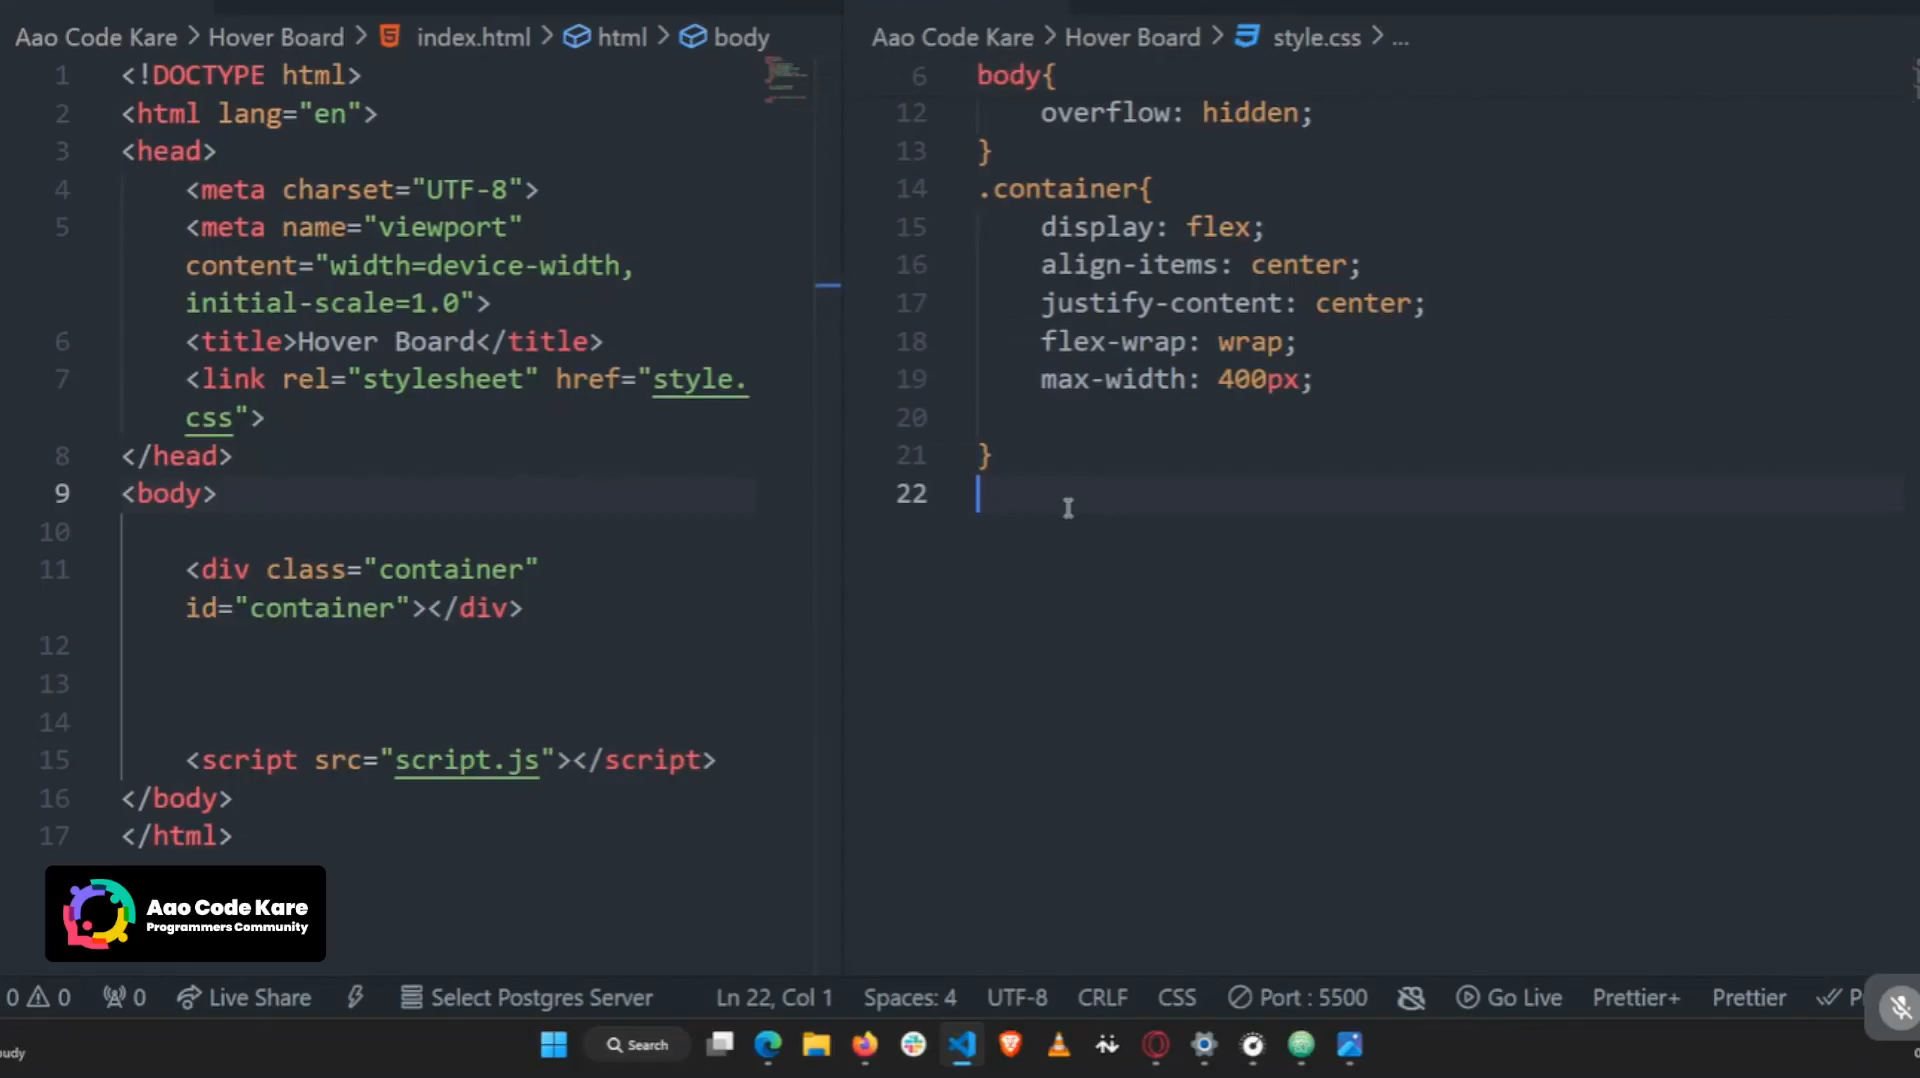 Aao Code Kare > Hover Board > index.html > html > body
1 <!DOCTYPE html>
2 <html lang="en">
3 <head>
4 <meta charset="UTF-8">
5 <meta name="viewport"
content="width=device-width,
initial-scale=1.0">
6 <title>Hover Board</title>
7 <link rel="stylesheet" href="style.
css">
8 </head>
9 <body>
10
11 <div class="container"
id="container"></div>
12
13
14
15 <script src="script.js"></script>
16 </body>
17 </html>
Aao Code Kare > Hover Board > style.css > ...
6 body{
12 overflow: hidden;
13 }
14 .container{
15 display: flex;
16 align-items: center;
17 justify-content: center;
18 flex-wrap: wrap;
19 max-width: 400px;
20
21 }
22
Aao Code Kare
Programmers Community
0 0 0 Live Share Select Postgres Server Ln 22, Col 1 Spaces: 4 UTF-8 CRLF CSS Port : 5500 Go Live Prettier+ Prettier
Search